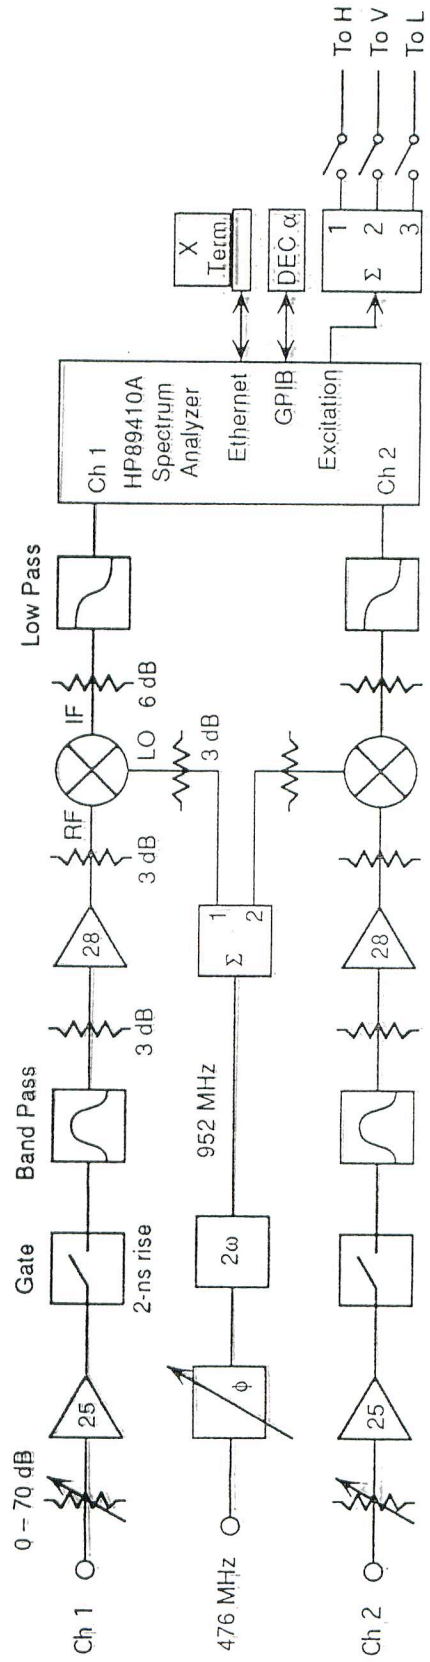 Ch 1
0 – 70 dB
25
Gate
2-ns rise
Band Pass
3 dB
28
3 dB
RF
IF
LO
6 dB
3 dB
Low Pass
Ch 1
HP89410A
Spectrum
Analyzer
Ethernet
GPIB
Excitation
Ch 2
X
Term
DEC α
Σ
1
2
3
To H
To V
To L
476 MHz
ϕ
2ω
952 MHz
Σ
1
2
Ch 2
25
28